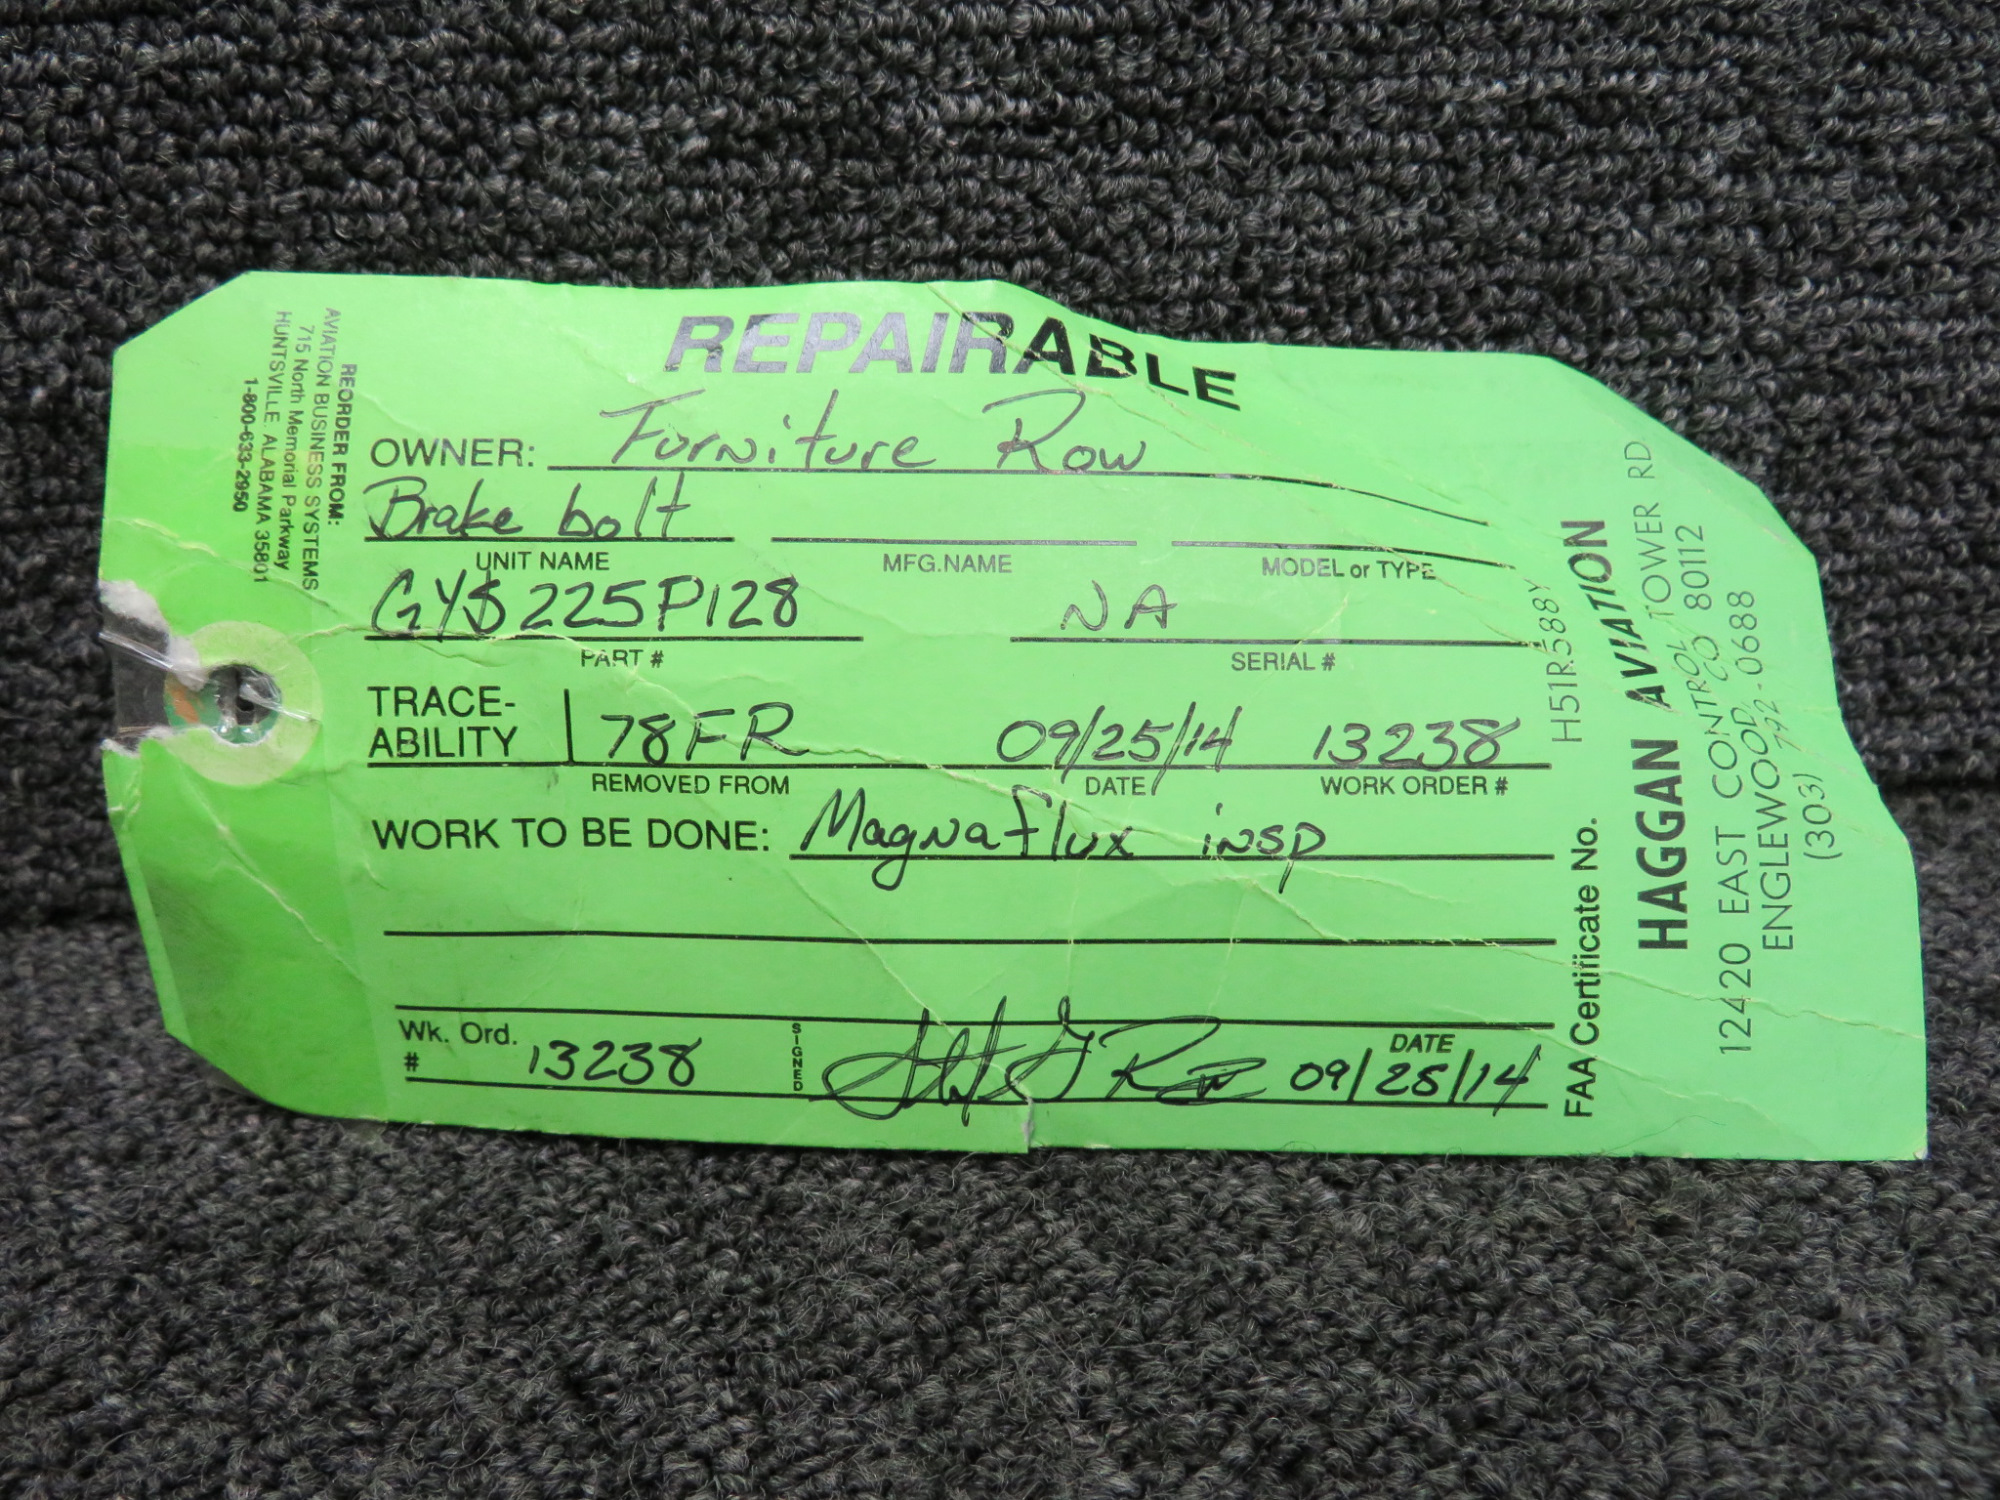 REPAIRABLE
OWNER: Furniture Row
Brake bolt
UNIT NAME MFG.NAME MODEL or TYPE
GYS225P128 NA
PART # SERIAL #
TRACE-
ABILITY 78FR 09/25/14 13238
REMOVED FROM DATE WORK ORDER #
WORK TO BE DONE: Magnaflux insp
Wk. Ord.
# 13238
SIGNED
DATE
09/25/14
REORDER FROM:
AVIATION BUSINESS SYSTEMS
715 North Memorial Parkway
HUNTSVILLE, ALABAMA 35801
1-800-633-2950
FAA Certificate No. H51R588Y
HAGGAN AVIATION
12420 EAST CONTROL TOWER RD.
ENGLEWOOD, CO 80112
(303) 792-0688